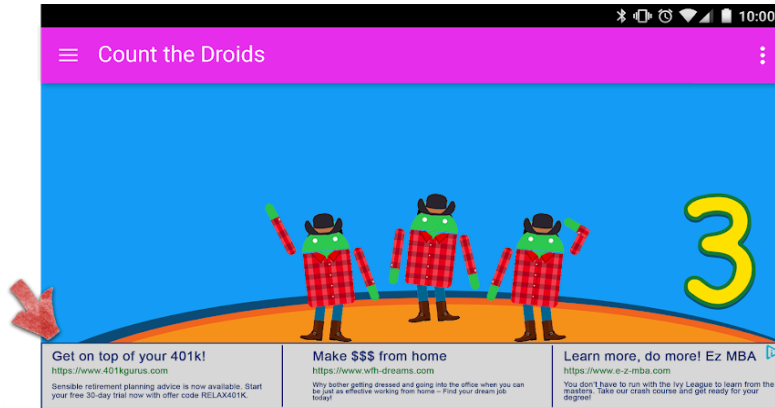 10:00
Count the Droids
3
Get on top of your 401k!
https://www.401kgurus.com
Sensible retirement planning advice is now available. Start
your free 30-day trial now with offer code RELAX401K.
Make $$$ from home
https://www.wfh-dreams.com
Why bother getting dressed and going into the office when you can
be just as effective working from home – Find your dream job
today!
Learn more, do more! Ez MBA
https://www.e-z-mba.com
You don't have to run with the Ivy League to learn from the
masters. Take our crash course and get ready for your
degree!